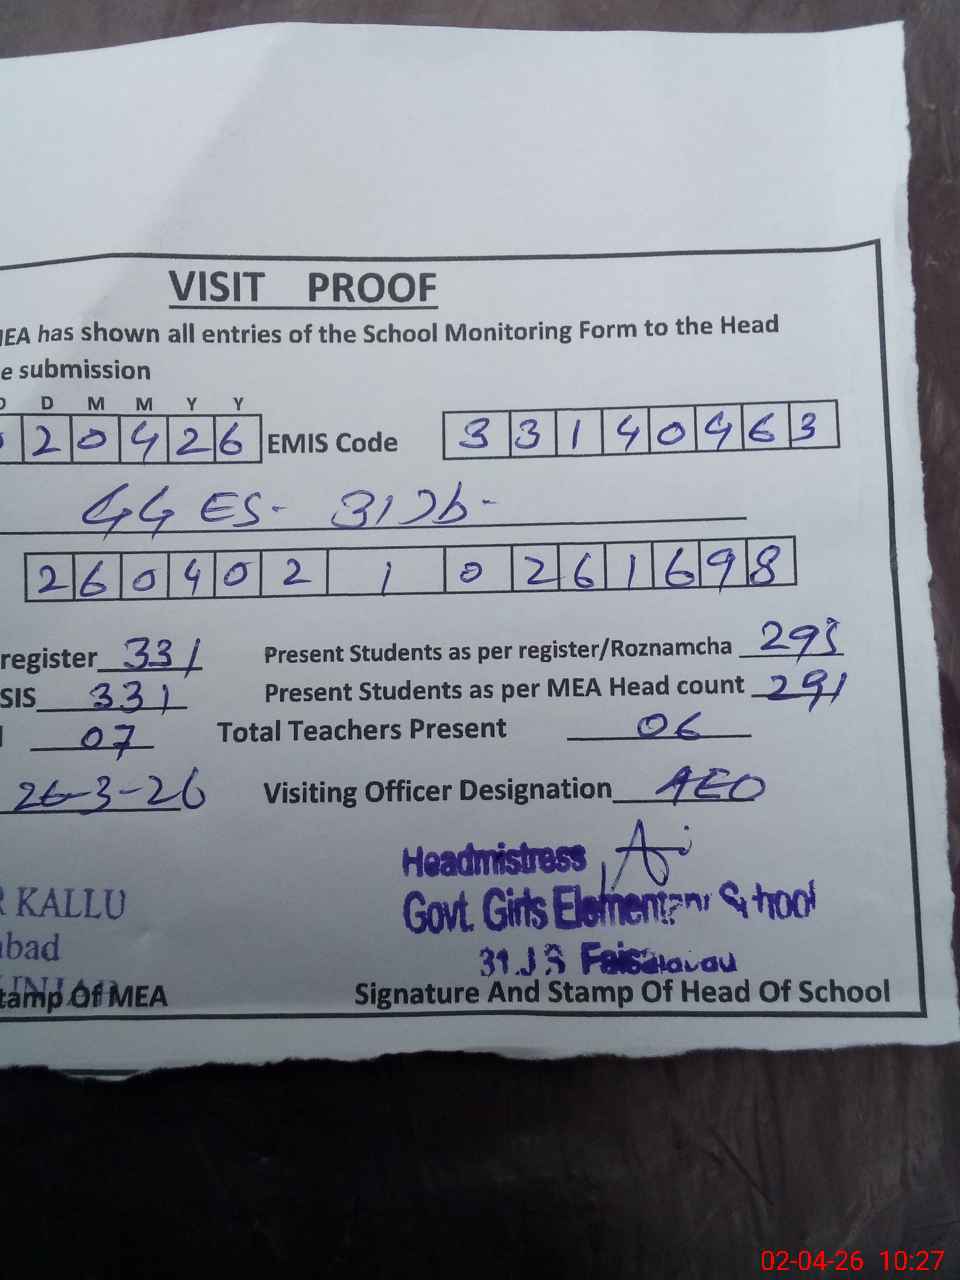 VISIT PROOF
MEA has shown all entries of the School Monitoring Form to the Head
e submission
D D M M Y Y
0 2 0 4 2 6 EMIS Code 3 3 1 4 0 4 6 3
GGES- 31Jb-
2 6 0 4 0 2 1 0 2 6 1 6 9 8
register 331 Present Students as per register/Roznamcha 295
SIS 331 Present Students as per MEA Head count 291
07 Total Teachers Present 06
26-3-26 Visiting Officer Designation AEO
Headmistress
R KALLU Govt. Girls Elementary School
abad 31 J B Faisalabad
Stamp Of MEA Signature And Stamp Of Head Of School
02-04-26 10:27